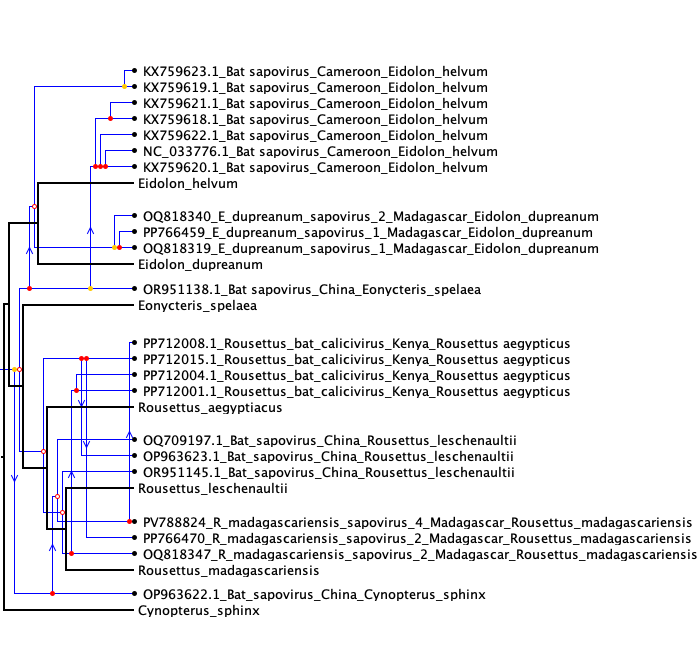 KX759623.1_Bat sapovirus_Cameroon_Eidolon_helvum
KX759619.1_Bat sapovirus_Cameroon_Eidolon_helvum
KX759621.1_Bat sapovirus_Cameroon_Eidolon_helvum
KX759618.1_Bat sapovirus_Cameroon_Eidolon_helvum
KX759622.1_Bat sapovirus_Cameroon_Eidolon_helvum
NC_033776.1_Bat sapovirus_Cameroon_Eidolon_helvum
KX759620.1_Bat sapovirus_Cameroon_Eidolon_helvum
Eidolon_helvum
OQ818340_E_dupreanum_sapovirus_2_Madagascar_Eidolon_dupreanum
PP766459_E_dupreanum_sapovirus_1_Madagascar_Eidolon_dupreanum
OQ818319_E_dupreanum_sapovirus_1_Madagascar_Eidolon_dupreanum
Eidolon_dupreanum
OR951138.1_Bat sapovirus_China_Eonycteris_spelaea
Eonycteris_spelaea
PP712008.1_Rousettus_bat_calicivirus_Kenya_Rousettus aegypticus
PP712015.1_Rousettus_bat_calicivirus_Kenya_Rousettus aegypticus
PP712004.1_Rousettus_bat_calicivirus_Kenya_Rousettus aegypticus
PP712001.1_Rousettus_bat_calicivirus_Kenya_Rousettus aegypticus
Rousettus_aegyptiacus
OQ709197.1_Bat_sapovirus_China_Rousettus_leschenaultii
OP963623.1_Bat_sapovirus_China_Rousettus_leschenaultii
OR951145.1_Bat_sapovirus_China_Rousettus_leschenaultii
Rousettus_leschenaultii
PV788824_R_madagascariensis_sapovirus_4_Madagascar_Rousettus_madagascariensis
PP766470_R_madagascariensis_sapovirus_2_Madagascar_Rousettus_madagascariensis
OQ818347_R_madagascariensis_sapovirus_2_Madagascar_Rousettus_madagascariensis
Rousettus_madagascariensis
OP963622.1_Bat_sapovirus_China_Cynopterus_sphinx
Cynopterus_sphinx